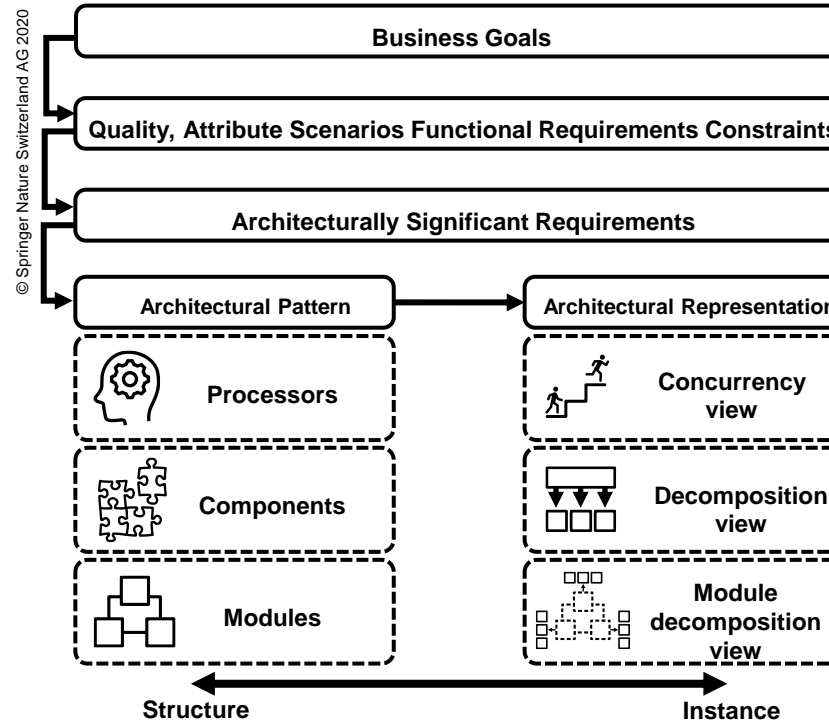 © Springer Nature Switzerland AG 2020
Business Goals
Quality, Attribute Scenarios Functional Requirements Constraints
Architecturally Significant Requirements
Architectural Pattern
Architectural Representation
Processors
Concurrency
view
Components
Decomposition
view
Modules
Module
decomposition
view
Structure
Instance